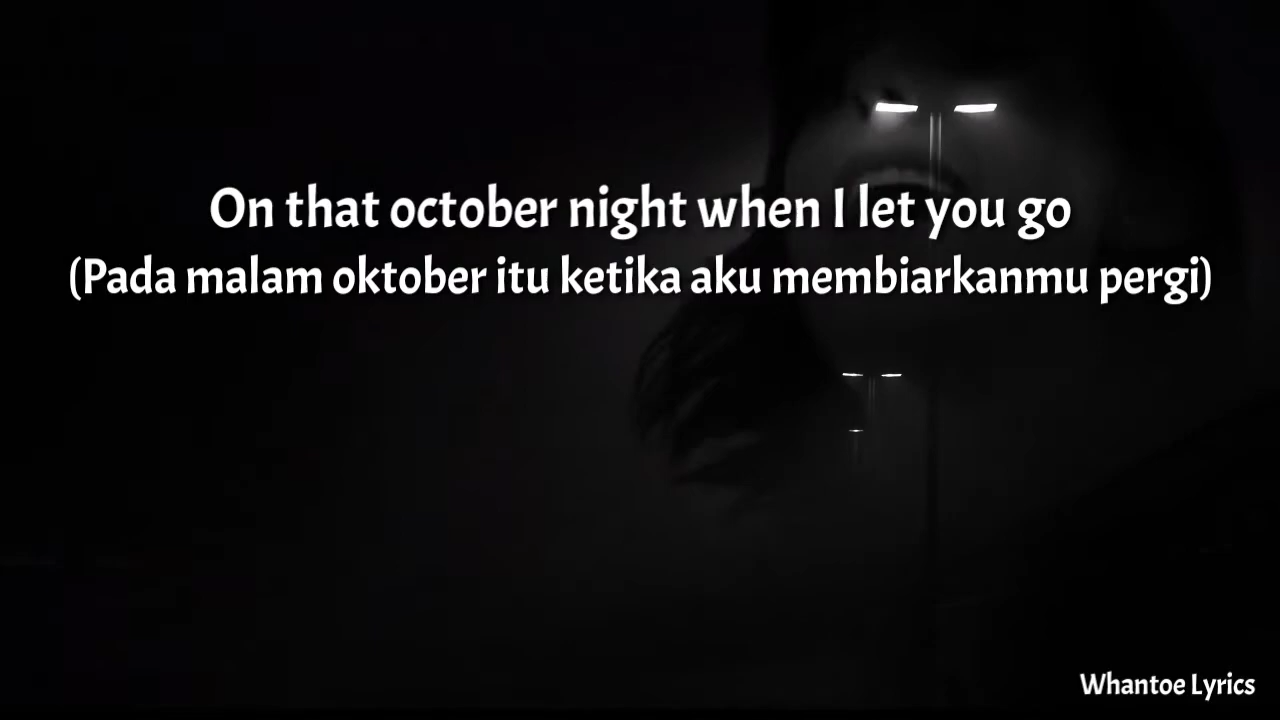 On that october night when I let you go
(Pada malam oktober itu ketika aku membiarkanmu pergi)
Whantoe Lyrics